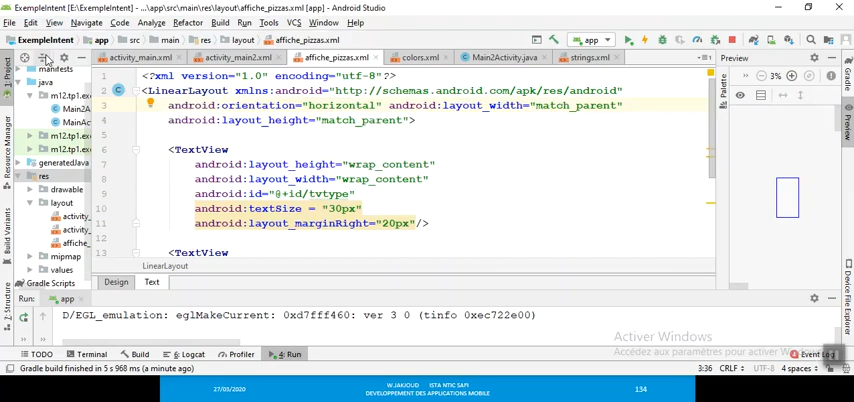 ExempleIntent [E:\ExempleIntent] - ...\app\src\main\res\layout\affiche_pizzas.xml [app] - Android Studio
File Edit View Navigate Code Analyze Refactor Build Run Tools VCS Window Help
ExempleIntent app src main res layout affiche_pizzas.xml app
activity_main.xml activity_main2.xml affiche_pizzas.xml colors.xml Main2Activity.java strings.xml Preview
1: Project
Resource Manager
Build Variants
7: Structure
manifests
java
m12.tp1.exe
Main2A
MainAc
m12.tp1.exe
m12.tp1.exe
generatedJava
res
drawable
layout
activity_
activity_
affiche_
mipmap
values
Gradle Scripts
1 <?xml version="1.0" encoding="utf-8"?>
2 <LinearLayout xmlns:android="http://schemas.android.com/apk/res/android"
3 android:orientation="horizontal" android:layout_width="match_parent"
4 android:layout_height="match_parent">
5
6 <TextView
7 android:layout_height="wrap_content"
8 android:layout_width="wrap_content"
9 android:id="@+id/tvtype"
10 android:textSize = "30px"
11 android:layout_marginRight="20px"/>
12
13 <TextView
LinearLayout
Design Text
Palette
3%
Gradle
Preview
Device File Explorer
Run: app
D/EGL_emulation: eglMakeCurrent: 0xd7fff460: ver 3 0 (tinfo 0xec722e00)
Activer Windows
Accédez aux paramètres pour activer Win
TODO Terminal Build 6: Logcat Profiler 4: Run Event Log
Gradle build finished in 5 s 968 ms (a minute ago) 3:36 CRLF UTF-8 4 spaces
27/03/2020
W.JAKJOUD ISTA NTIC SAFI
DEVELOPPEMENT DES APPLICATIONS MOBILE
134